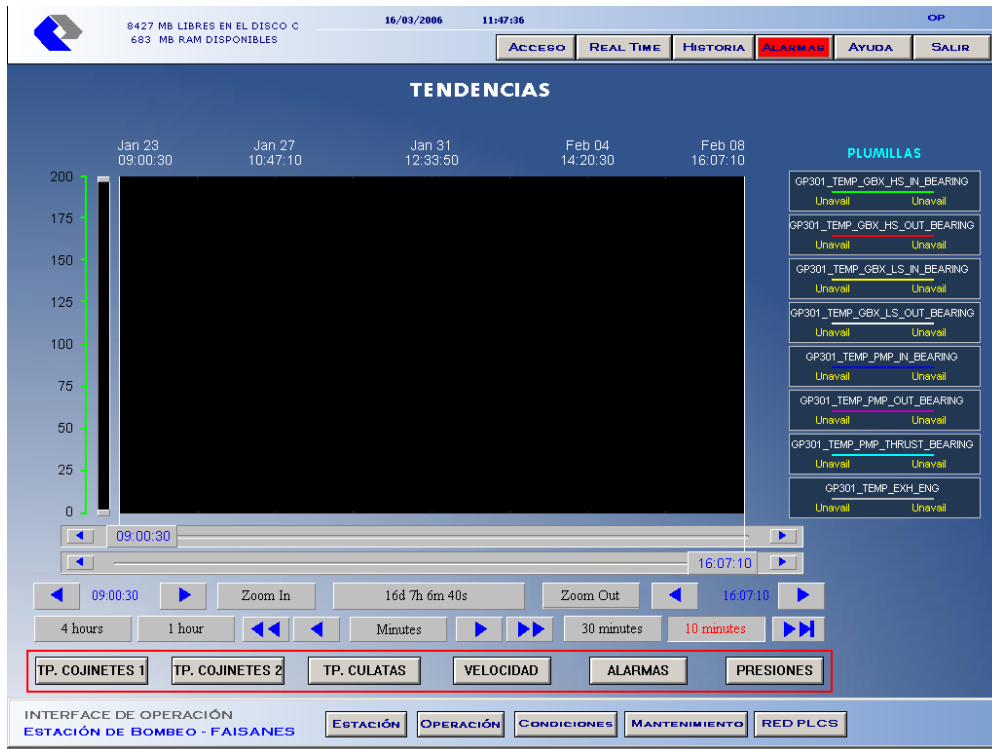 8427 MB LIBRES EN EL DISCO C
683 MB RAM DISPONIBLES
16/03/2006 11:47:36
OP
ACCESO REAL TIME HISTORIA ALARMAS AYUDA SALIR
TENDENCIAS
Jan 23 Jan 27 Jan 31 Feb 04 Feb 08
09:00:30 10:47:10 12:33:50 14:20:30 16:07:10
200
175
150
125
100
75
50
25
0
PLUMILLAS
GP301_TEMP_GBX_HS_IN_BEARING
Unavail Unavail
GP301_TEMP_GBX_HS_OUT_BEARING
Unavail Unavail
GP301_TEMP_GBX_LS_IN_BEARING
Unavail Unavail
GP301_TEMP_GBX_LS_OUT_BEARING
Unavail Unavail
GP301_TEMP_PMP_IN_BEARING
Unavail Unavail
GP301_TEMP_PMP_OUT_BEARING
Unavail Unavail
GP301_TEMP_PMP_THRUST_BEARING
Unavail Unavail
GP301_TEMP_EXH_ENG
Unavail Unavail
09:00:30
16:07:10
09:00:30 Zoom In 16d 7h 6m 40s Zoom Out 16:07:10
4 hours 1 hour Minutes 30 minutes 10 minutes
TP. COJINETES 1 TP. COJINETES 2 TP. CULATAS VELOCIDAD ALARMAS PRESIONES
INTERFACE DE OPERACIÓN
ESTACIÓN DE BOMBEO - FAISANES
ESTACIÓN OPERACIÓN CONDICIONES MANTENIMIENTO RED PLCS